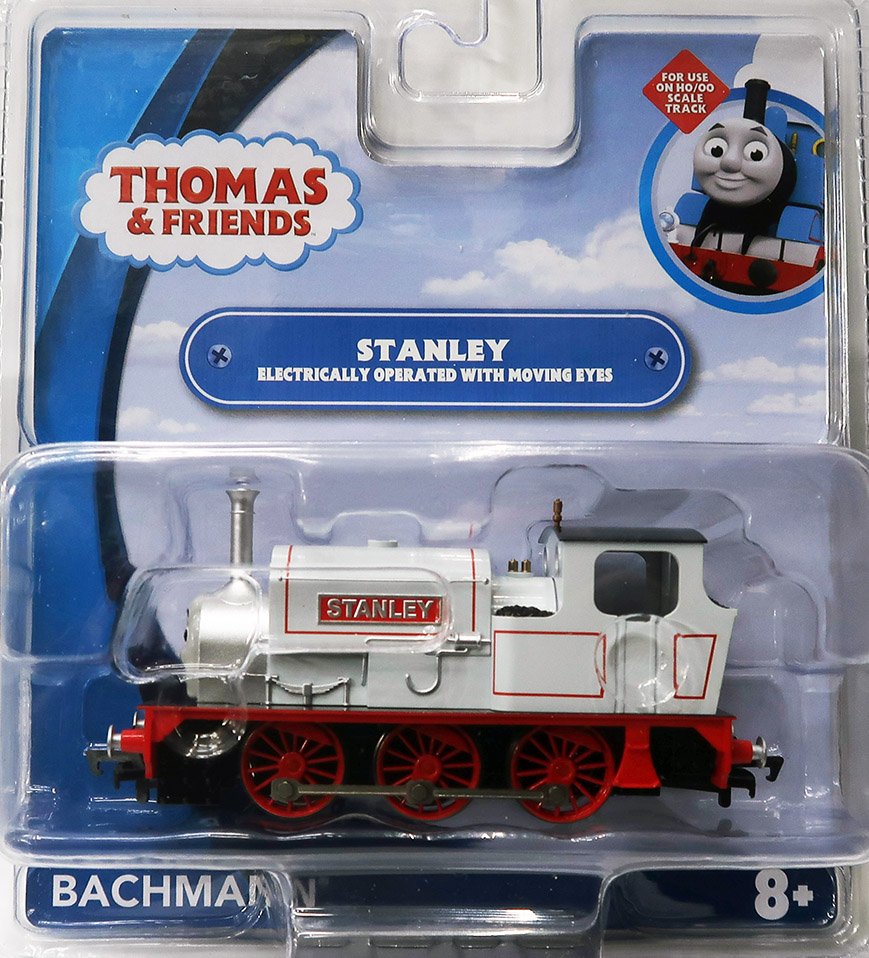 FOR USE
ON HO/OO
SCALE
TRACK
THOMAS
& FRIENDS
STANLEY
ELECTRICALLY OPERATED WITH MOVING EYES
STANLEY
BACHMANN
8+